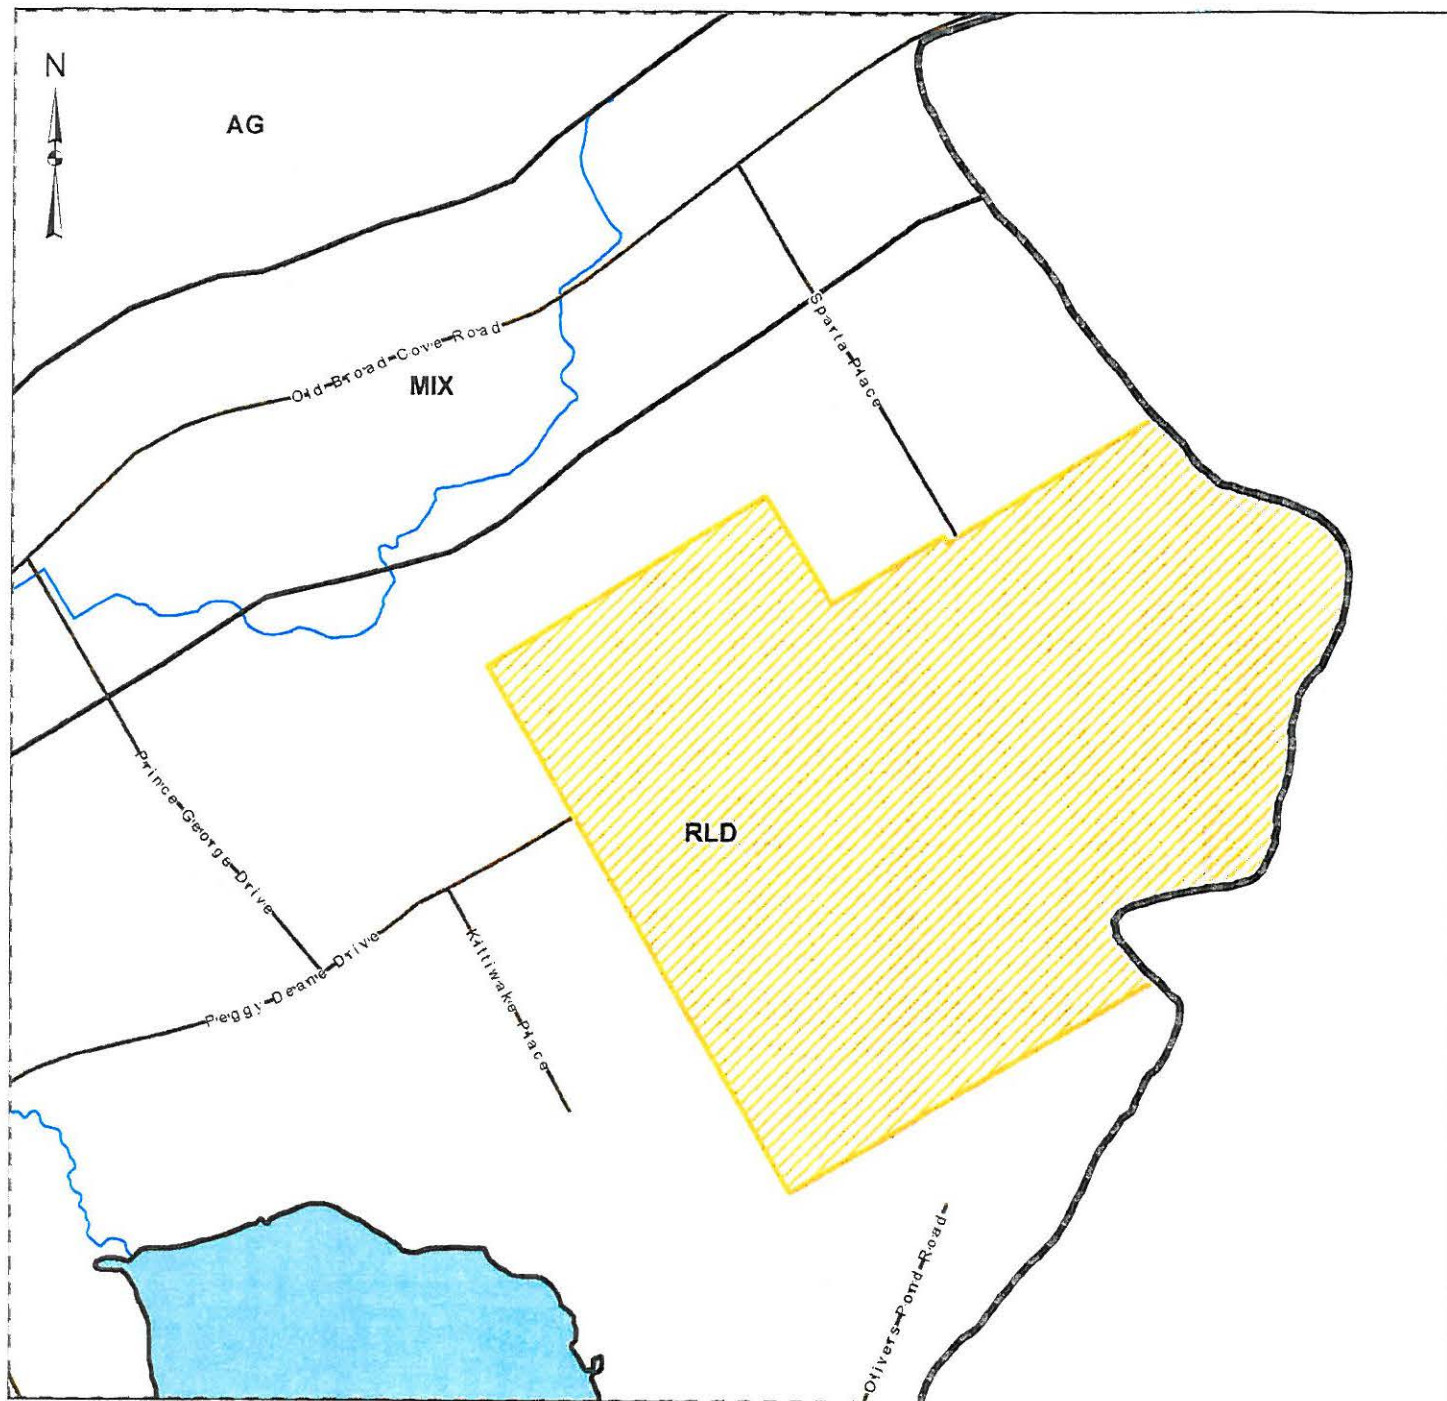 N
AG
Old Broad Cove Road
MIX
Sparta Place
Prince George Drive
RLD
Kittiwake Place
Peggy Deane Drive
Olivers Pond Road